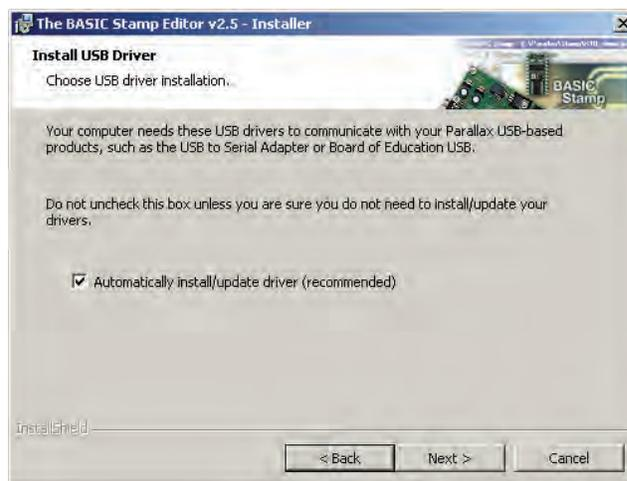 The BASIC Stamp Editor v2.5 - Installer
Install USB Driver
Choose USB driver installation.
BASIC
Stamp
Your computer needs these USB drivers to communicate with your Parallax USB-based
products, such as the USB to Serial Adapter or Board of Education USB.
Do not uncheck this box unless you are sure you do not need to install/update your
drivers.
Automatically install/update driver (recommended)
InstallShield
< Back
Next >
Cancel